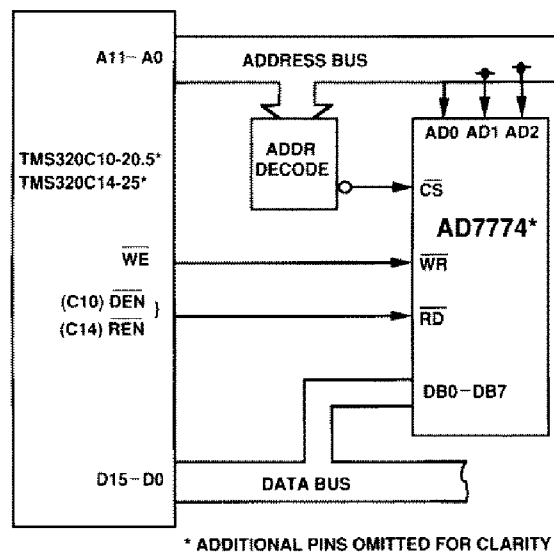 A11–A0
ADDRESS BUS
AD0 AD1 AD2
ADDR
DECODE
TMS320C10-20.5*
TMS320C14-25*
CS
AD7774*
WE
WR
(C10) DEN }
(C14) REN
RD
DB0–DB7
D15–D0
DATA BUS
* ADDITIONAL PINS OMITTED FOR CLARITY